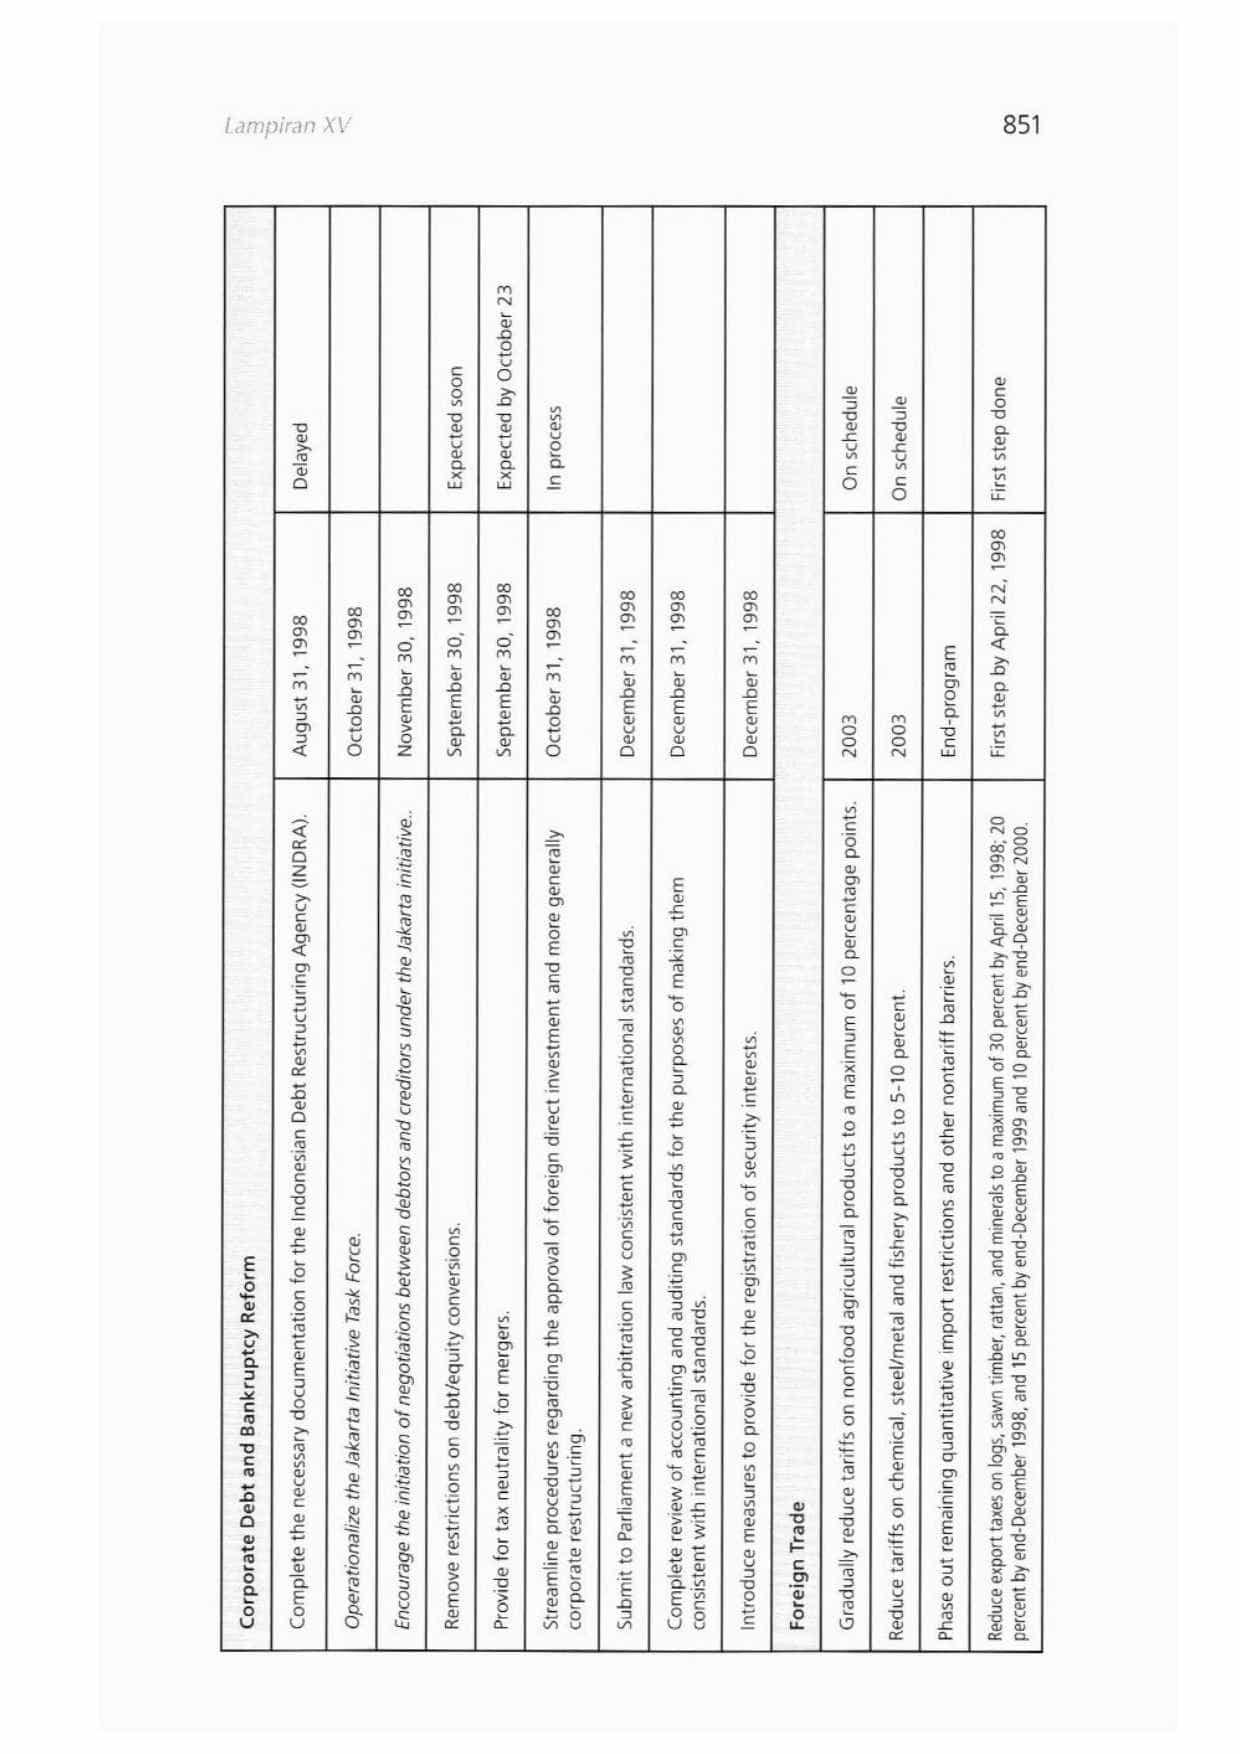 Lampiran XV
851
Corporate Debt and Bankruptcy Reform
Complete the necessary documentation for the Indonesian Debt Restructuring Agency (INDRA). August 31, 1998 Delayed
Operationalize the Jakarta Initiative Task Force. October 31, 1998
Encourage the initiation of negotiations between debtors and creditors under the Jakarta initiative.. November 30, 1998
Remove restrictions on debt/equity conversions. September 30, 1998 Expected soon
Provide for tax neutrality for mergers. September 30, 1998 Expected by October 23
Streamline procedures regarding the approval of foreign direct investment and more generally
corporate restructuring. October 31, 1998 In process
Submit to Parliament a new arbitration law consistent with international standards. December 31, 1998
Complete review of accounting and auditing standards for the purposes of making them
consistent with international standards. December 31, 1998
Introduce measures to provide for the registration of security interests. December 31, 1998
Foreign Trade
Gradually reduce tariffs on nonfood agricultural products to a maximum of 10 percentage points. 2003 On schedule
Reduce tariffs on chemical, steel/metal and fishery products to 5-10 percent. 2003 On schedule
Phase out remaining quantitative import restrictions and other nontariff barriers. End-program
Reduce export taxes on logs, sawn timber, rattan, and minerals to a maximum of 30 percent by April 15, 1998; 20
percent by end-December 1998, and 15 percent by end-December 1999 and 10 percent by end-December 2000. First step by April 22, 1998 First step done